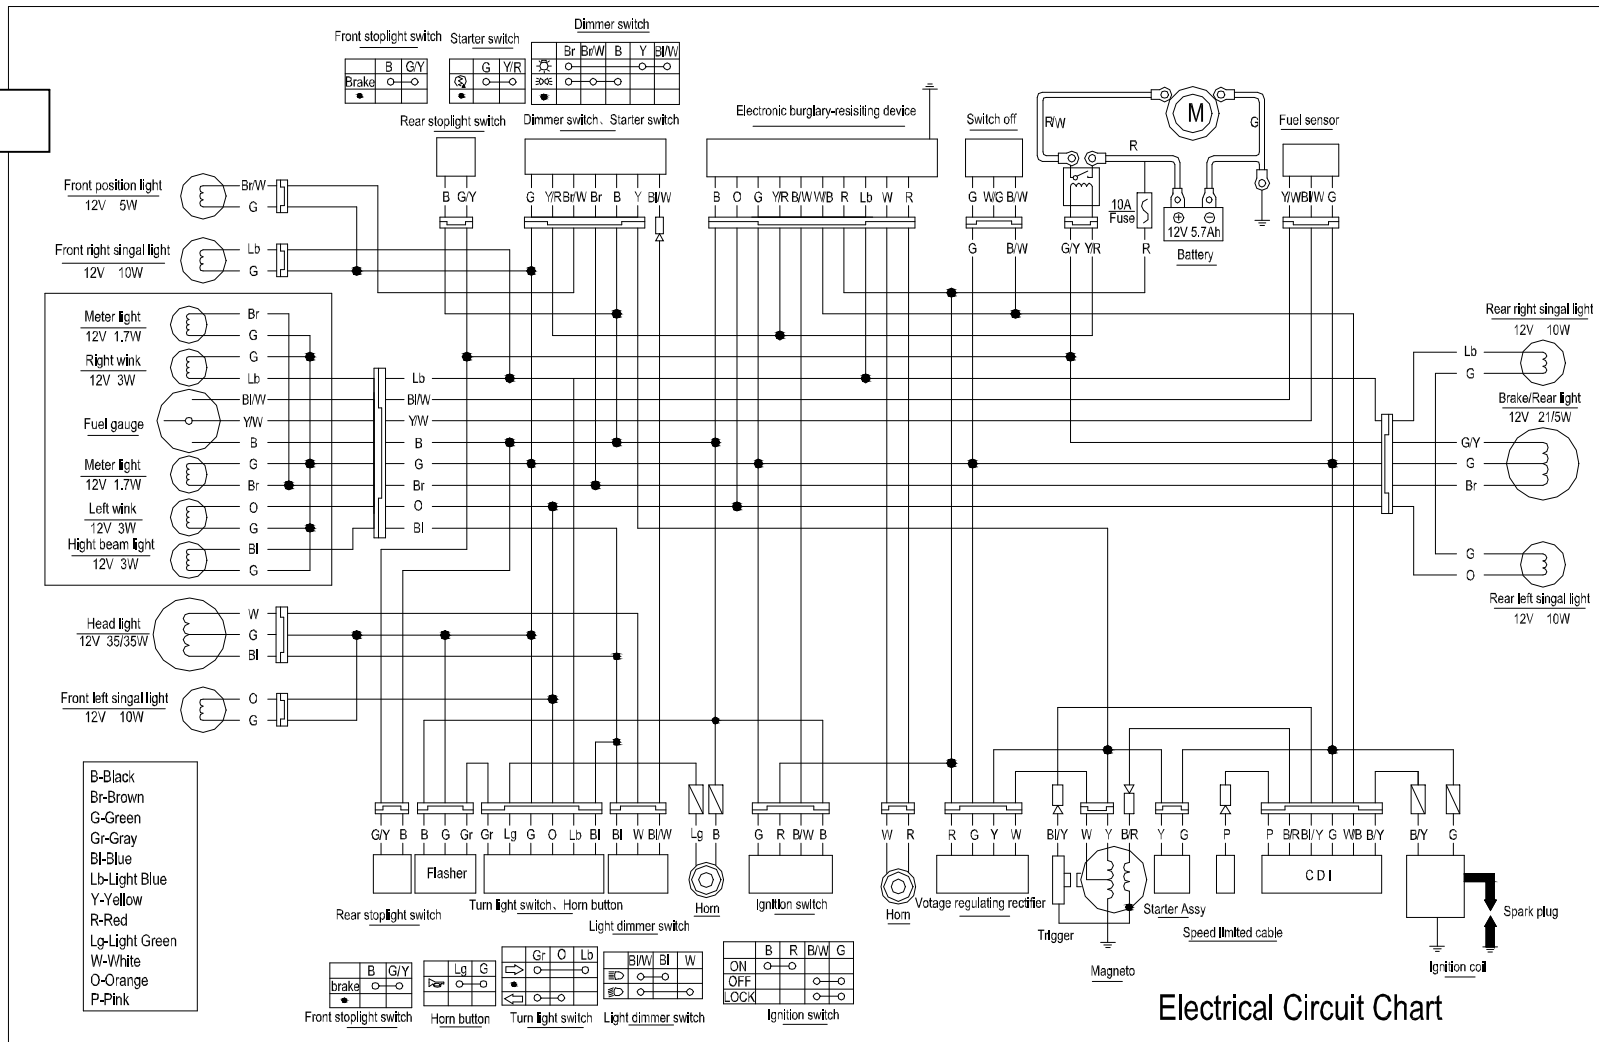 Dimmer switch
Front stoplight switch
Starter switch
B G/Y
Brake
G Y/R
Br Br/W B Y Bl/W
Rear stoplight switch
Dimmer switch、Starter switch
Electronic burglary-resisiting device
Switch off
Fuel sensor
M
R/W
R
G
B G/Y
G Y/R Br/W Br B Y Bl/W
B O G Y/R B/W W/B R Lb W R
G W/G B/W
10A
Fuse
12V 5.7Ah
Battery
Y/W Bl/W G
G B/W
G/Y Y/R
R
Front position light
12V 5W
Br/W
G
Front right singal light
12V 10W
Lb
G
Meter light
12V 1.7W
Br
G
Right wink
12V 3W
G
Lb
Fuel gauge
Bl/W
Y/W
B
Meter light
12V 1.7W
G
Br
Left wink
12V 3W
O
G
Hight beam light
12V 3W
Bl
G
Lb
Bl/W
Y/W
B
G
Br
O
Bl
Rear right singal light
12V 10W
Lb
G
Brake/Rear light
12V 21/5W
G/Y
G
Br
G
O
Rear left singal light
12V 10W
Head light
12V 35/35W
W
G
Bl
Front left singal light
12V 10W
O
G
B-Black
Br-Brown
G-Green
Gr-Gray
Bl-Blue
Lb-Light Blue
Y-Yellow
R-Red
Lg-Light Green
W-White
O-Orange
P-Pink
G/Y B
B G Gr
Gr Lg G O Lb Bl
Bl W Bl/W
Lg B
G R B/W B
W R
R G Y W
Bl/Y
W Y
B/R
Y G
P
P B/R Bl/Y G W/B B/Y
B/Y G
Flasher
CDI
Rear stoplight switch
Turn light switch、Horn button
Light dimmer switch
Horn
Ignition switch
Horn
Votage regulating rectifier
Trigger
Magneto
Starter Assy
Speed limited cable
Spark plug
Ignition coil
B G/Y
brake
Front stoplight switch
Lg G
Horn button
Gr O Lb
Turn light switch
Bl/W Bl W
Light dimmer switch
B R B/W G
ON
OFF
LOCK
Ignition switch
Electrical Circuit Chart